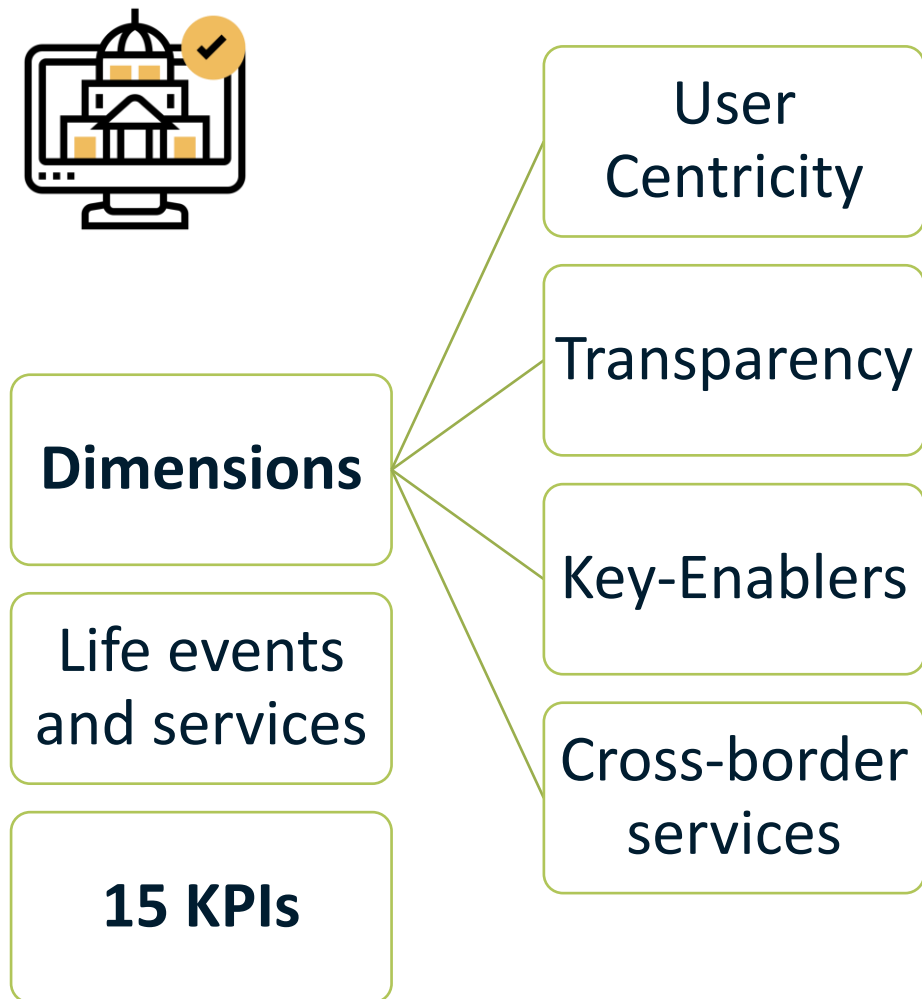 User
Centricity
Transparency
Dimensions
Key-Enablers
Life events
and services
Cross-border
services
15 KPIs